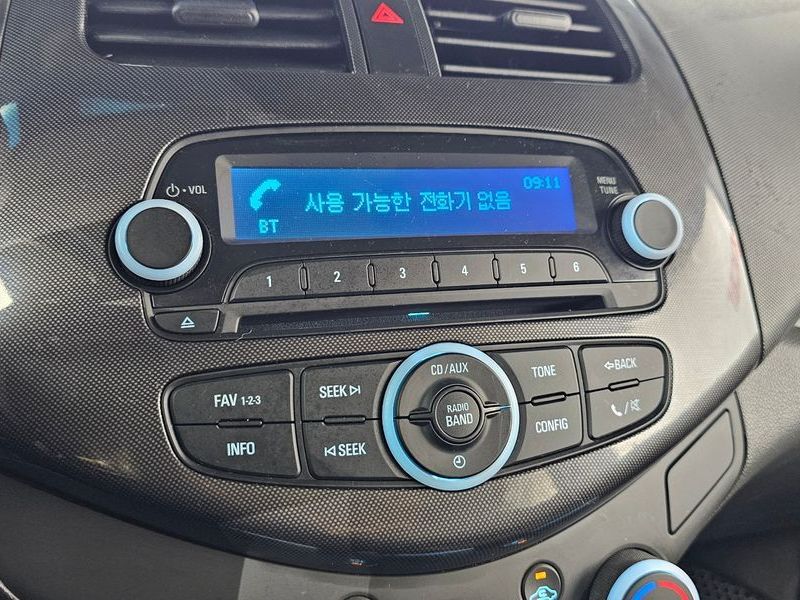 ⏻•VOL
09:11
MENU
TUNE
사용 가능한 전화기 없음
BT
1 2 3 4 5 6
CD/AUX
FAV 1-2-3
SEEK
TONE
BACK
RADIO
BAND
INFO
SEEK
CONFIG